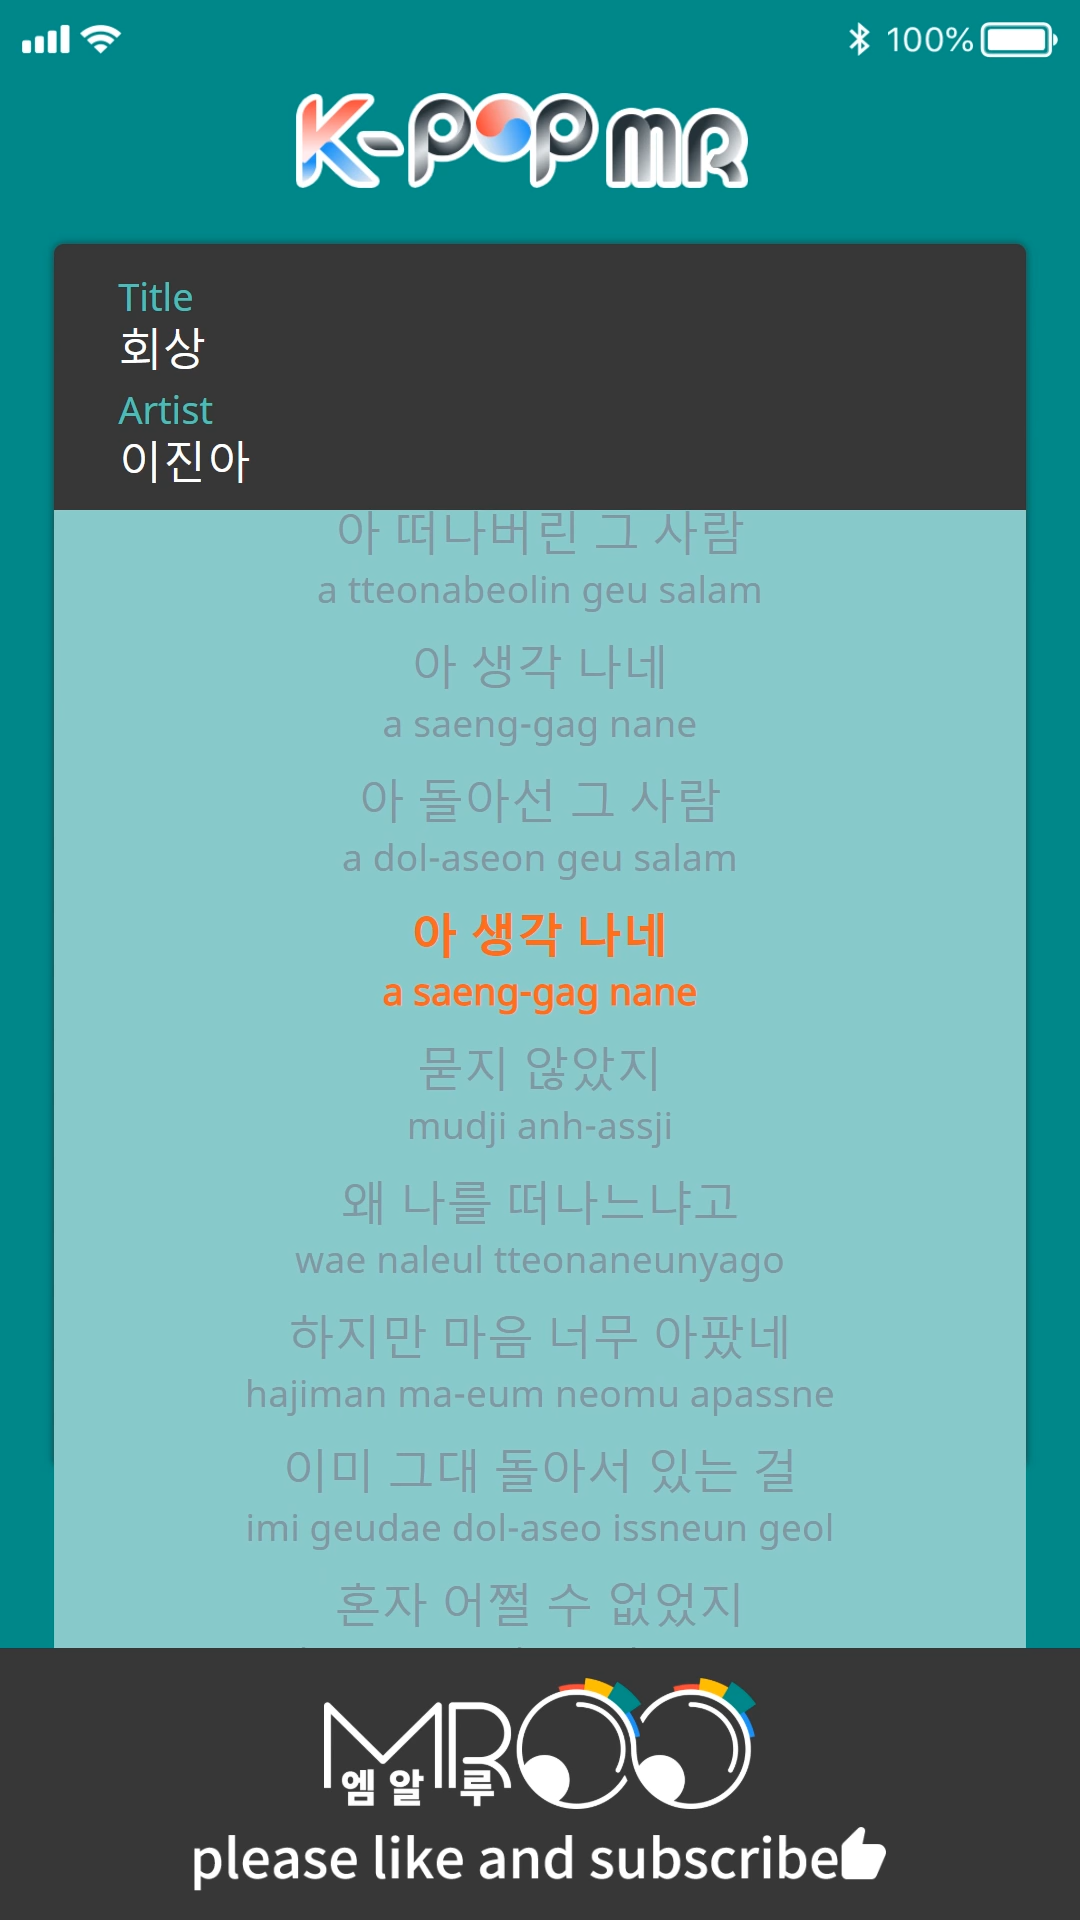 100%
K-POP MR
Title
회상
Artist
이진아
아 떠나버린 그 사람
a tteonabeolin geu salam
아 생각 나네
a saeng-gag nane
아 돌아선 그 사람
a dol-aseon geu salam
아 생각 나네
a saeng-gag nane
묻지 않았지
mudji anh-assji
왜 나를 떠나느냐고
wae naleul tteonaneunyago
하지만 마음 너무 아팠네
hajiman ma-eum neomu apassne
이미 그대 돌아서 있는 걸
imi geudae dol-aseo issneun geol
혼자 어쩔 수 없었지
MROO
엠알루
please like and subscribe